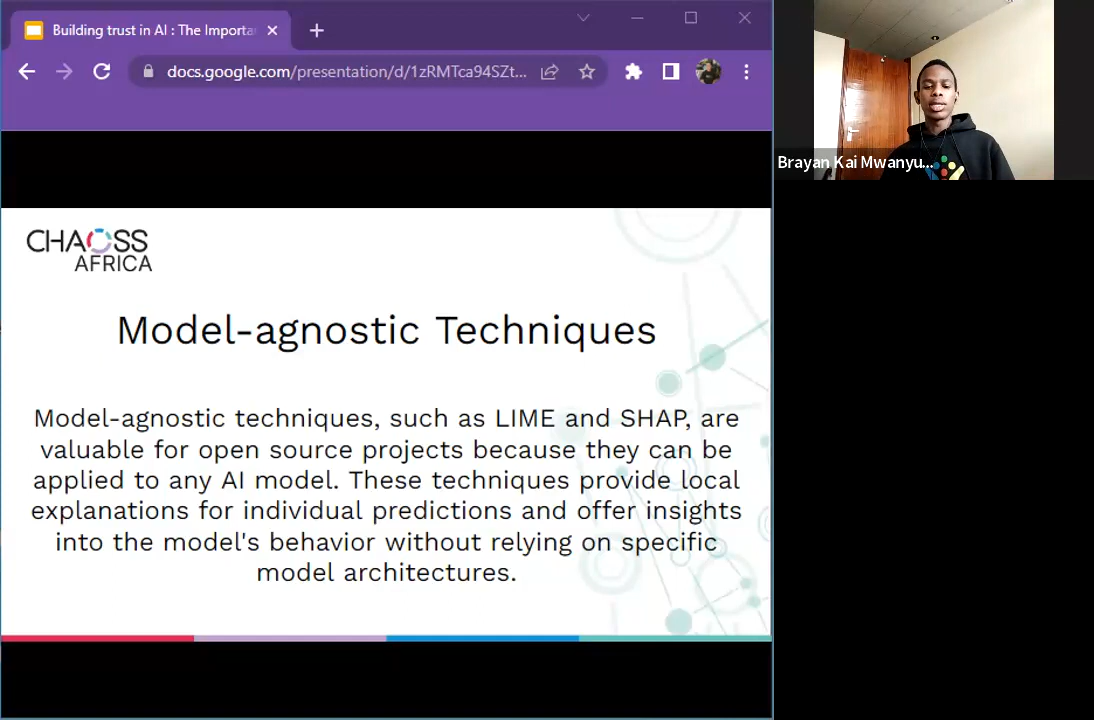 Building trust in AI : The Importa
docs.google.com/presentation/d/1zRMTca94SZt...
Brayan Kai Mwanyu...
CHAOSS
AFRICA
Model-agnostic Techniques
Model-agnostic techniques, such as LIME and SHAP, are
valuable for open source projects because they can be
applied to any AI model. These techniques provide local
explanations for individual predictions and offer insights
into the model's behavior without relying on specific
model architectures.